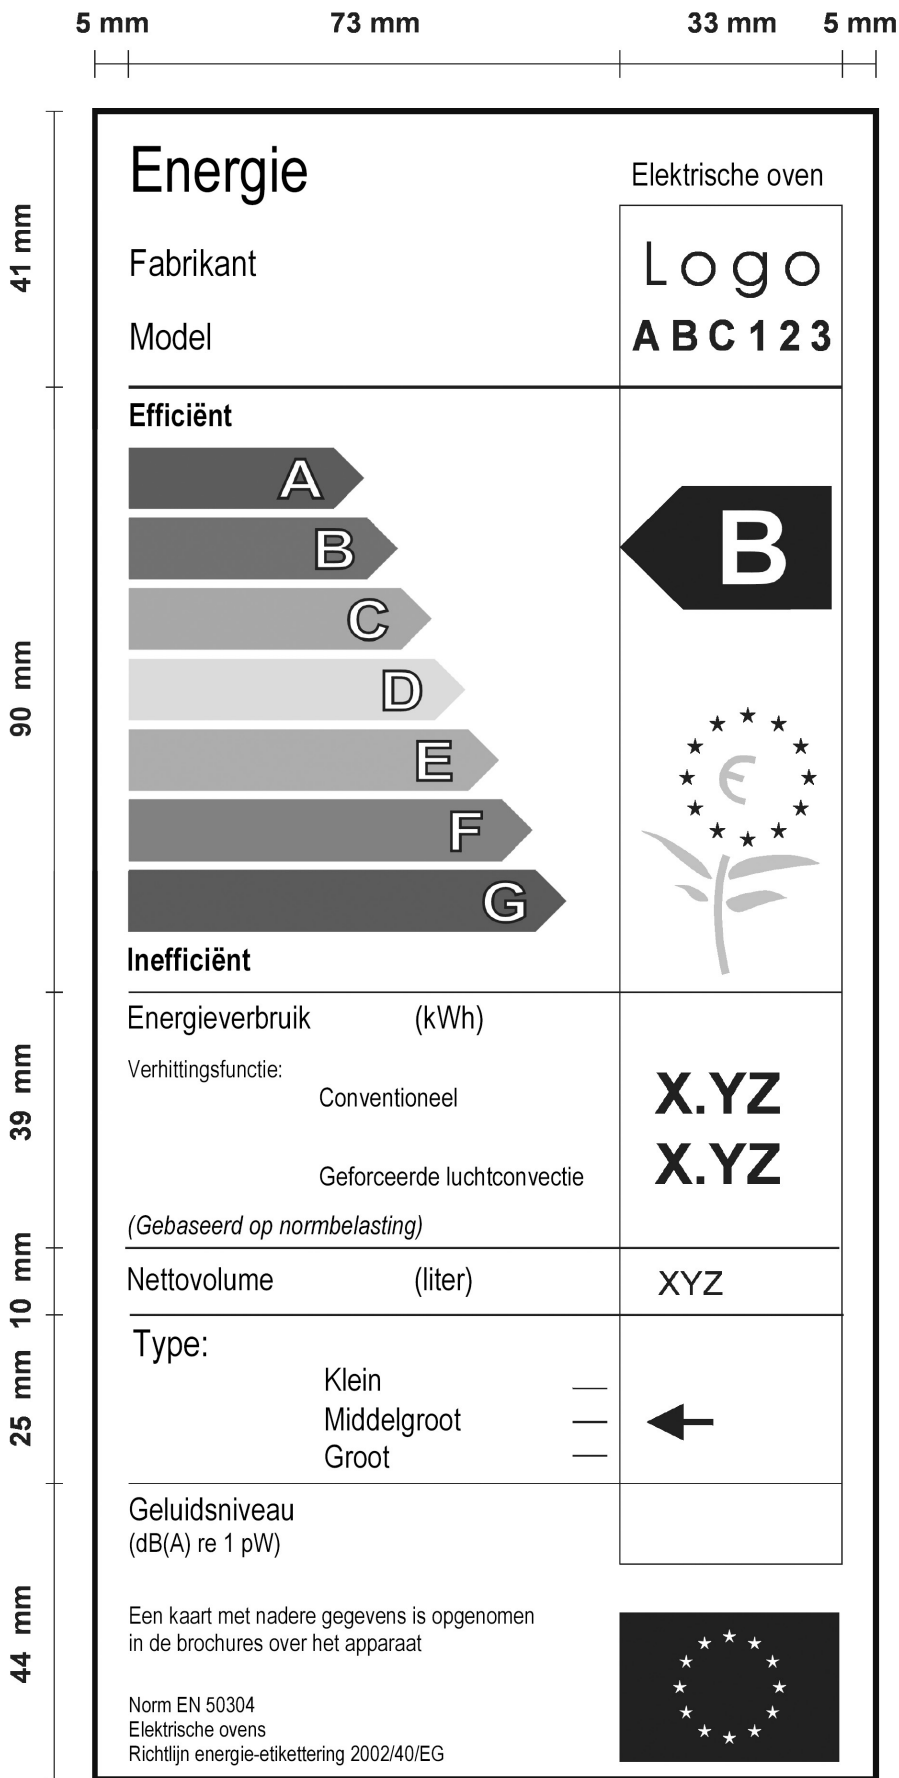 5 mm 73 mm 33 mm 5 mm
41 mm
90 mm
39 mm
10 mm
25 mm
44 mm
Energie
Elektrische oven
Fabrikant
Logo
Model
ABC123
Efficiënt
A
B
B
C
D
E
F
G
Inefficiënt
Energieverbruik (kWh)
Verhittingsfunctie:
Conventioneel X.YZ
Geforceerde luchtconvectie X.YZ
(Gebaseerd op normbelasting)
Nettovolume (liter) XYZ
Type:
Klein
Middelgroot
Groot
Geluidsniveau
(dB(A) re 1 pW)
Een kaart met nadere gegevens is opgenomen
in de brochures over het apparaat
Norm EN 50304
Elektrische ovens
Richtlijn energie-etikettering 2002/40/EG